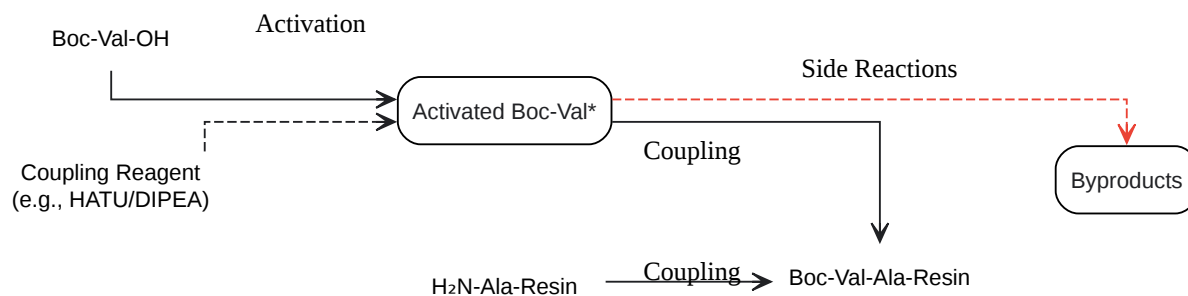 Activation
Boc-Val-OH
Side Reactions
Activated Boc-Val*
Coupling
Coupling Reagent
(e.g., HATU/DIPEA)
Byproducts
H₂N-Ala-Resin
Coupling
Boc-Val-Ala-Resin